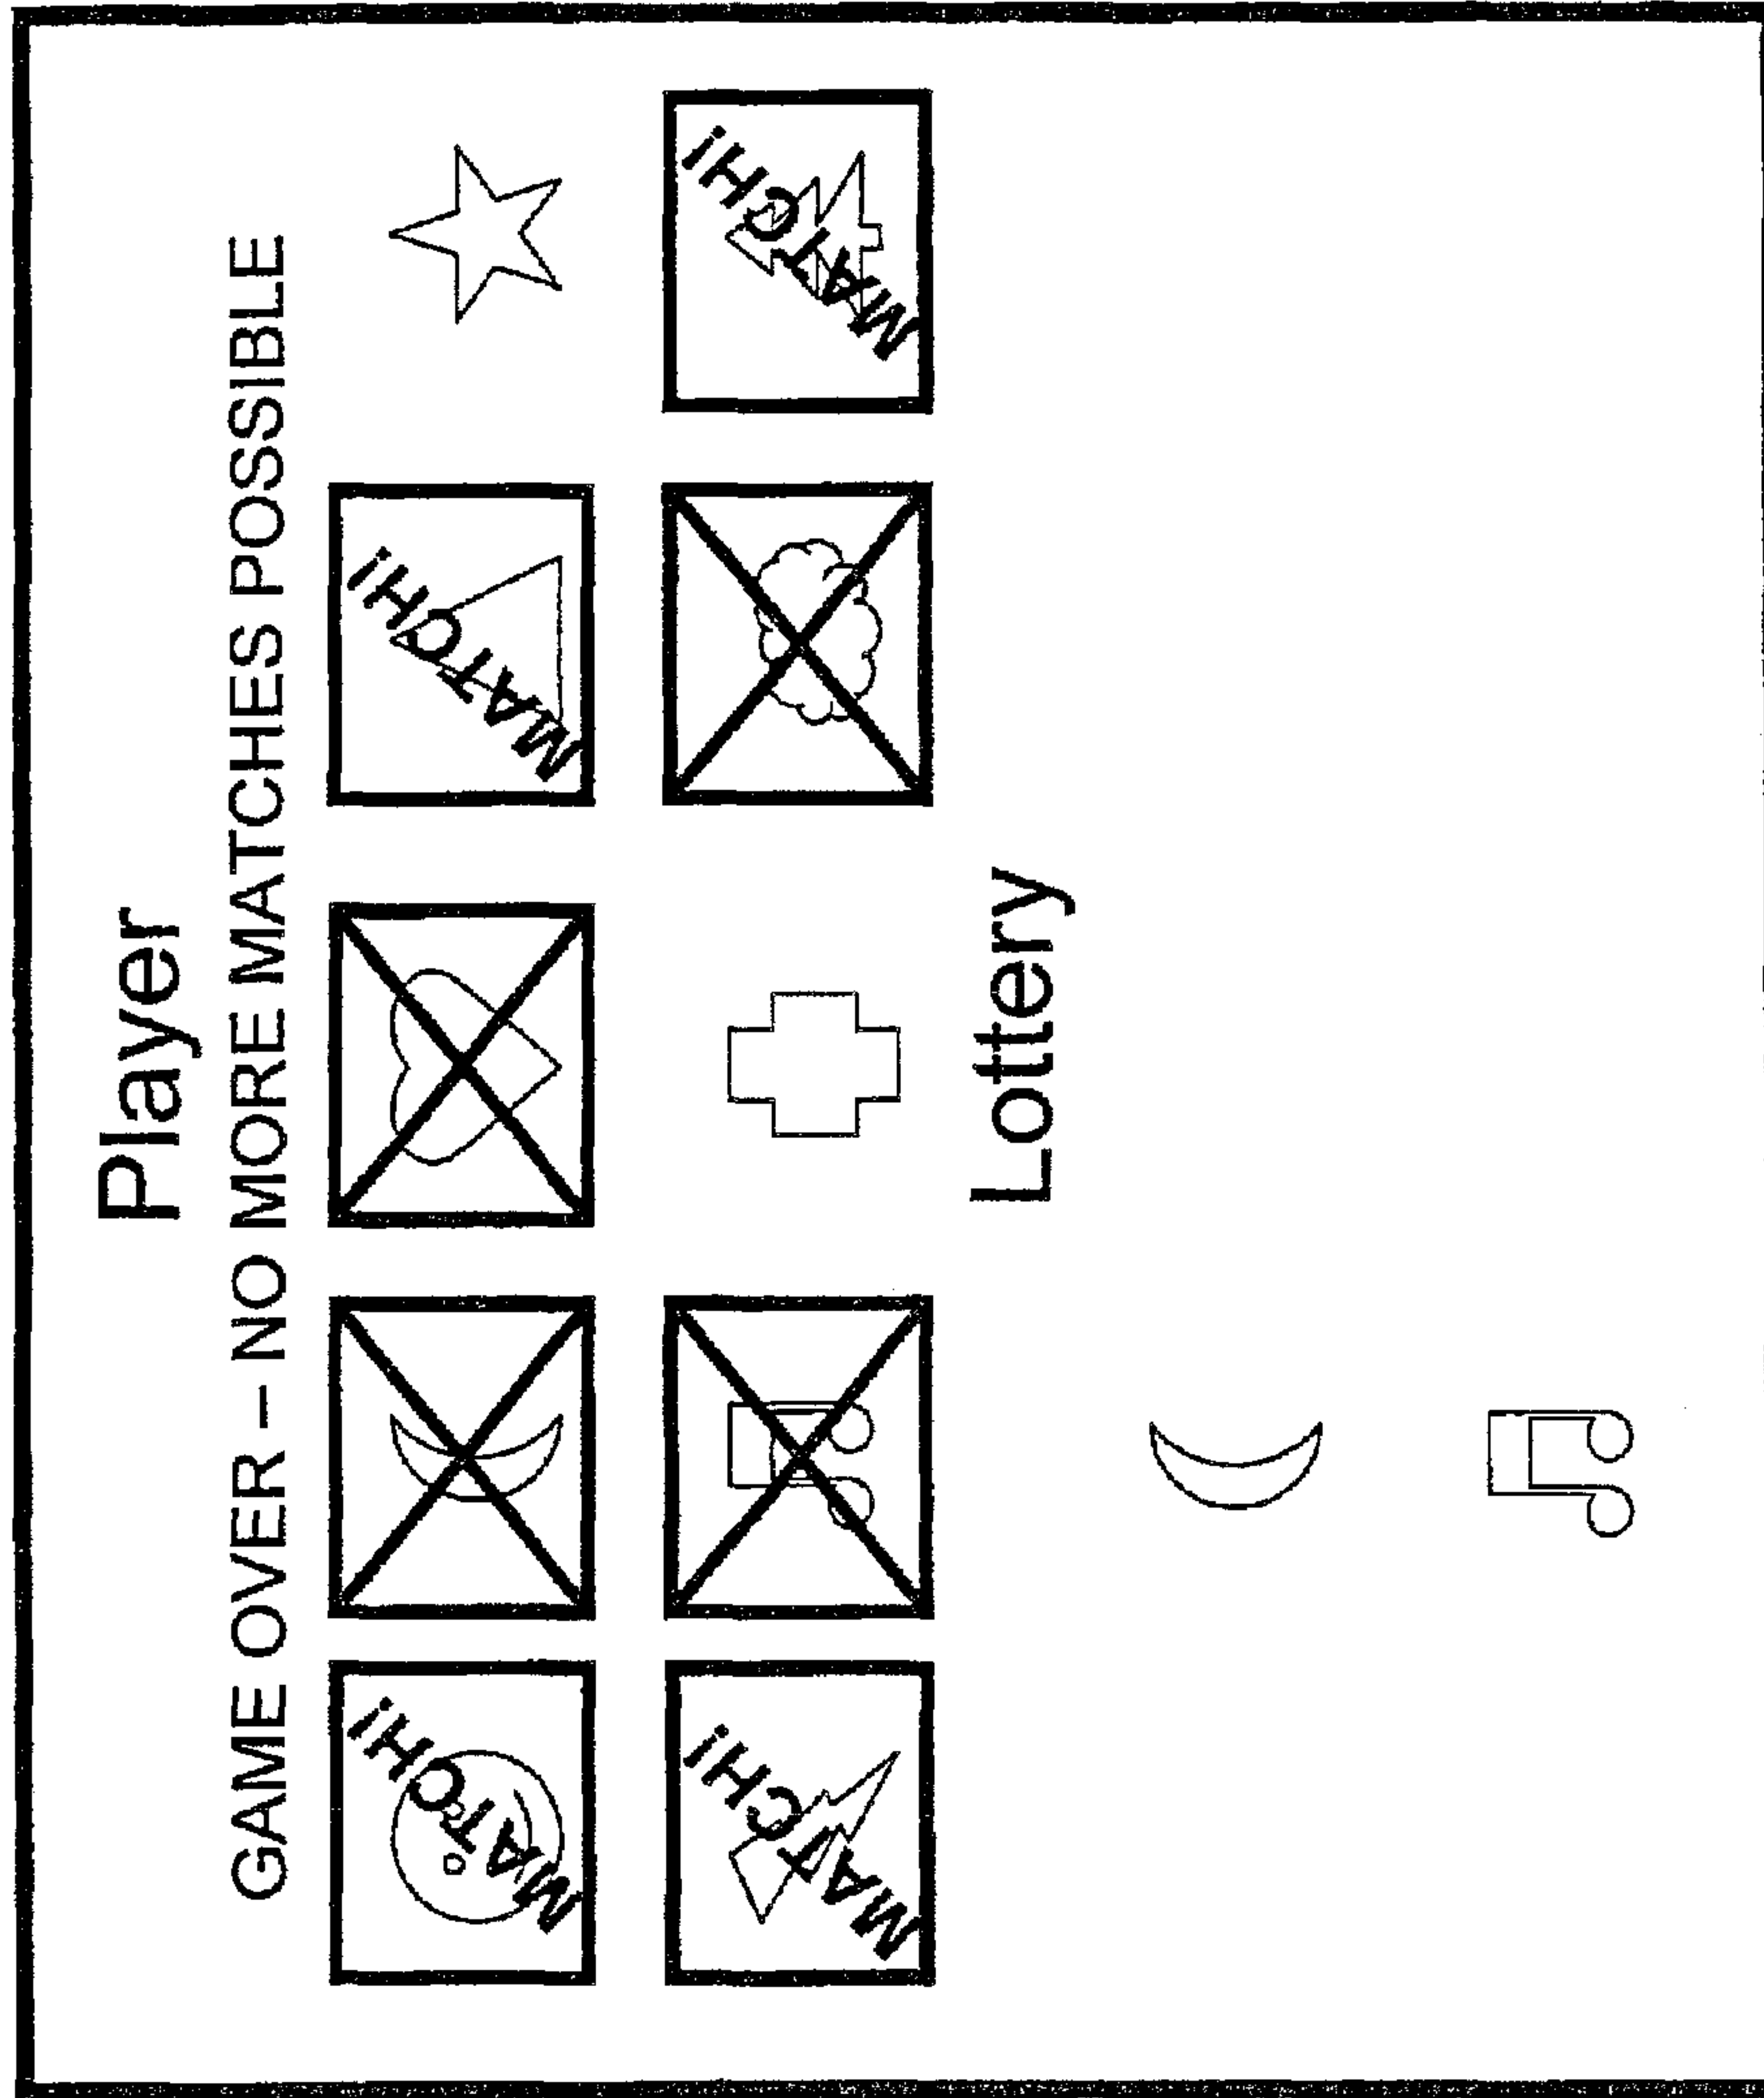 Player
GAME OVER – NO MORE MATCHES POSSIBLE
MATCH!
MATCH!
MATCH!
MATCH!
Lottery